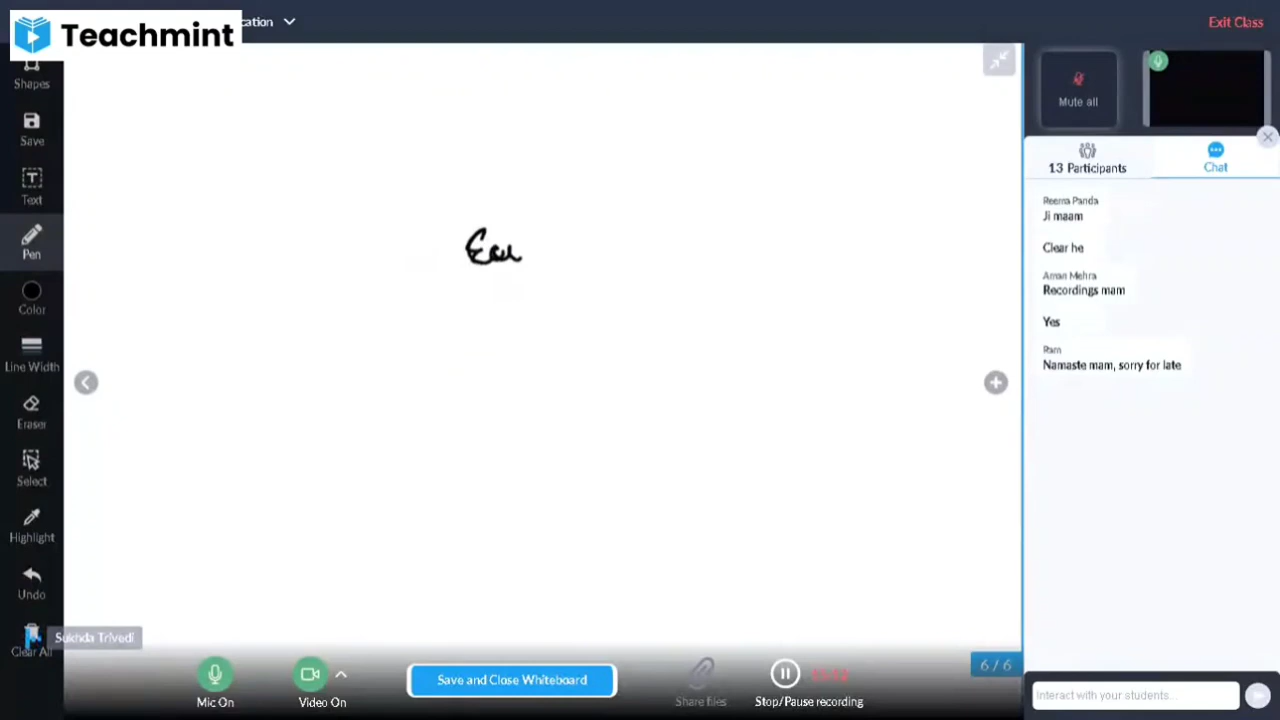 Teachmint
cation
Exit Class
Shapes
Mute all
Save
13 Participants
Chat
Text
Reema Panda
Ji maam
Pen
Clear he
Arran Mehra
Recordings mam
Color
Yes
Ram
Namaste mam, sorry for late
Line Width
Eraser
Select
Highlight
Undo
Clear All
Sukhda Trivedi
6 / 6
Mic On
Video On
Save and Close Whiteboard
Share files
Stop/Pause recording
Interact with your students...